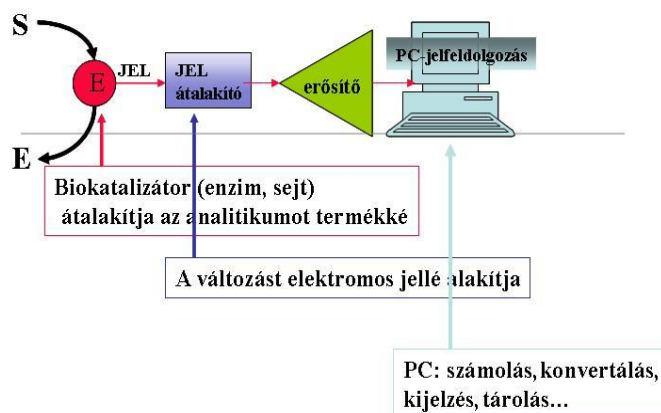 S
E
JEL
JEL
átalakító
erősítő
PC-jelfeldolgozás
E
Biokatalizátor (enzim, sejt)
átalakítja az analitikumot termékké
A változást elektromos jellé alakítja
PC: számolás, konvertálás,
kijelzés, tárolás...